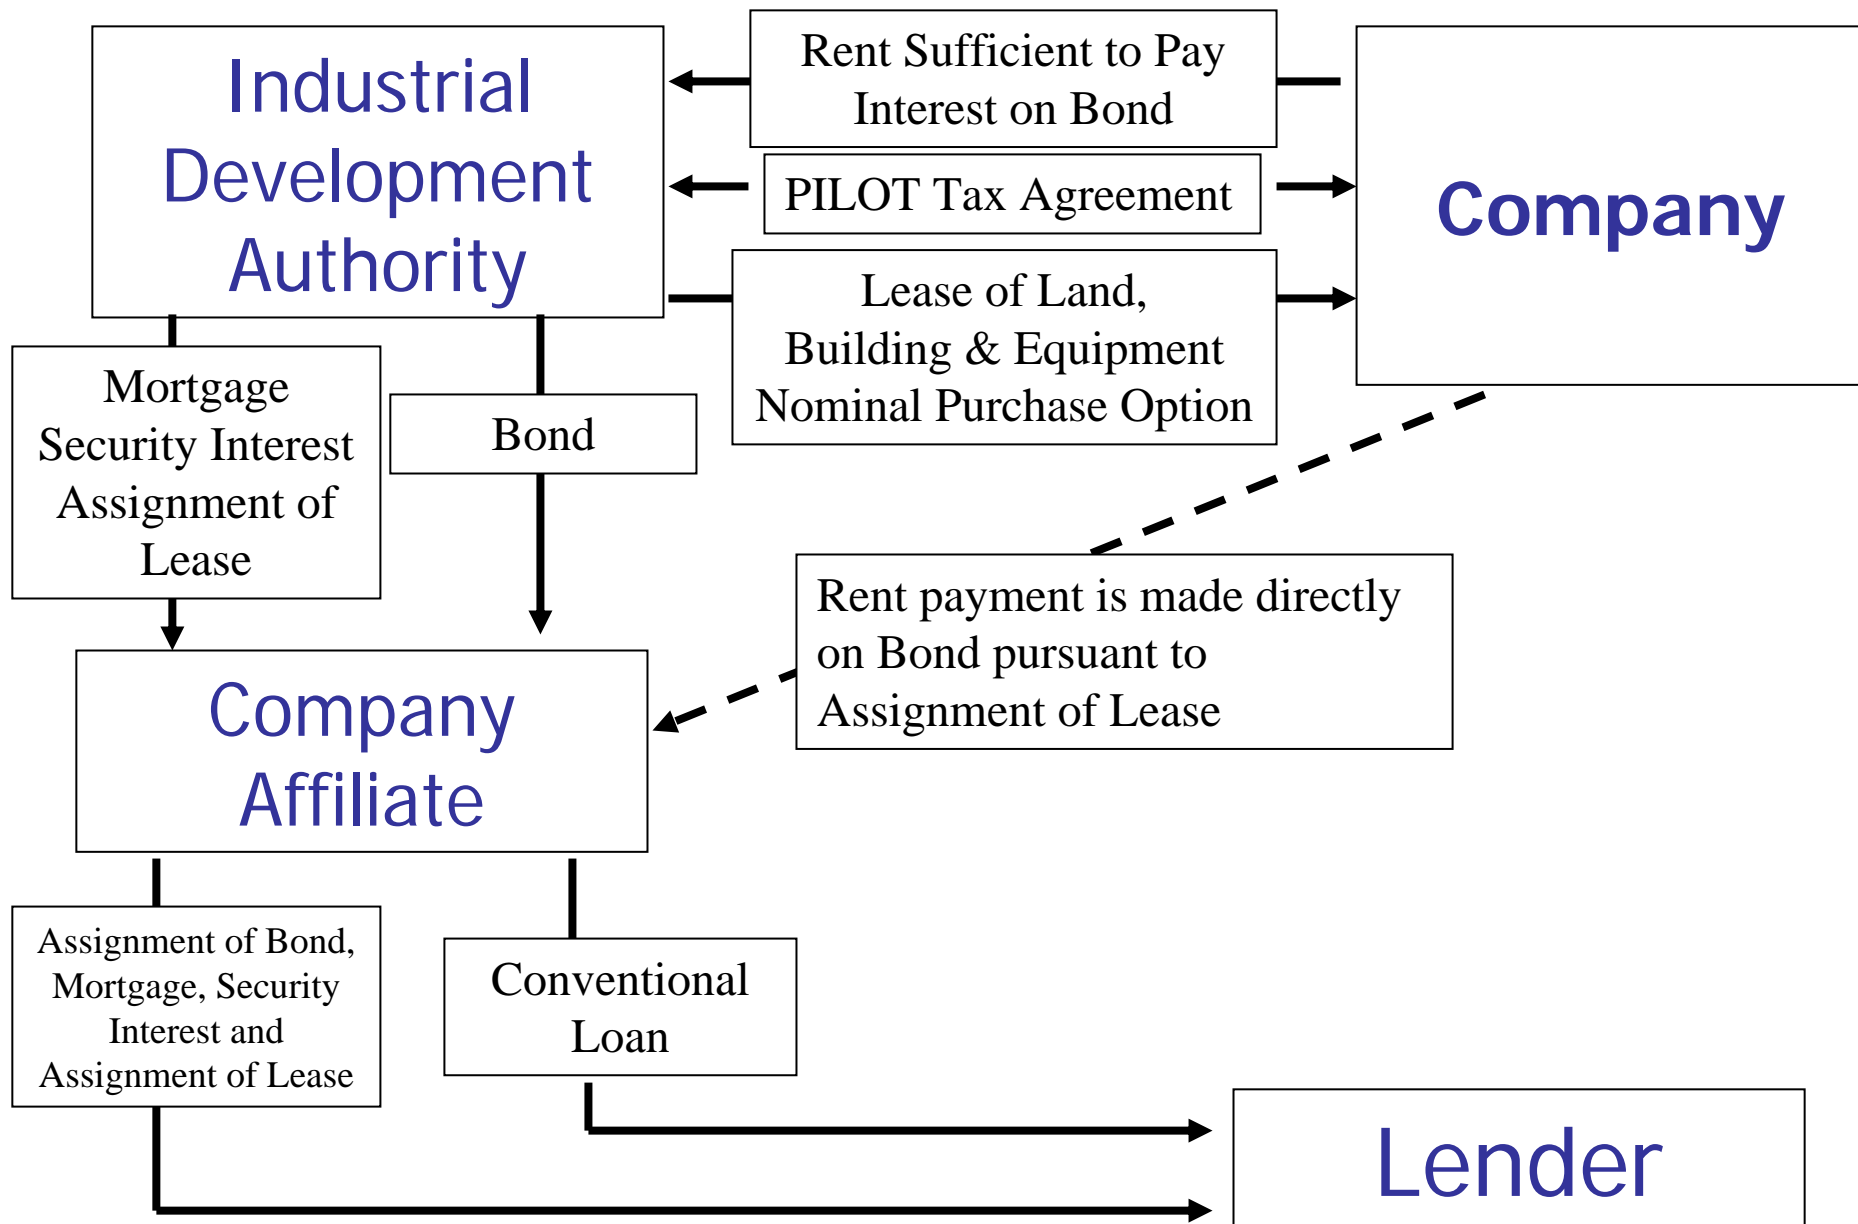 Industrial
Development
Authority
Rent Sufficient to Pay
Interest on Bond
PILOT Tax Agreement
Lease of Land,
Building & Equipment
Nominal Purchase Option
Company
Mortgage
Security Interest
Assignment of
Lease
Bond
Rent payment is made directly
on Bond pursuant to
Assignment of Lease
Company
Affiliate
Assignment of Bond,
Mortgage, Security
Interest and
Assignment of Lease
Conventional
Loan
Lender